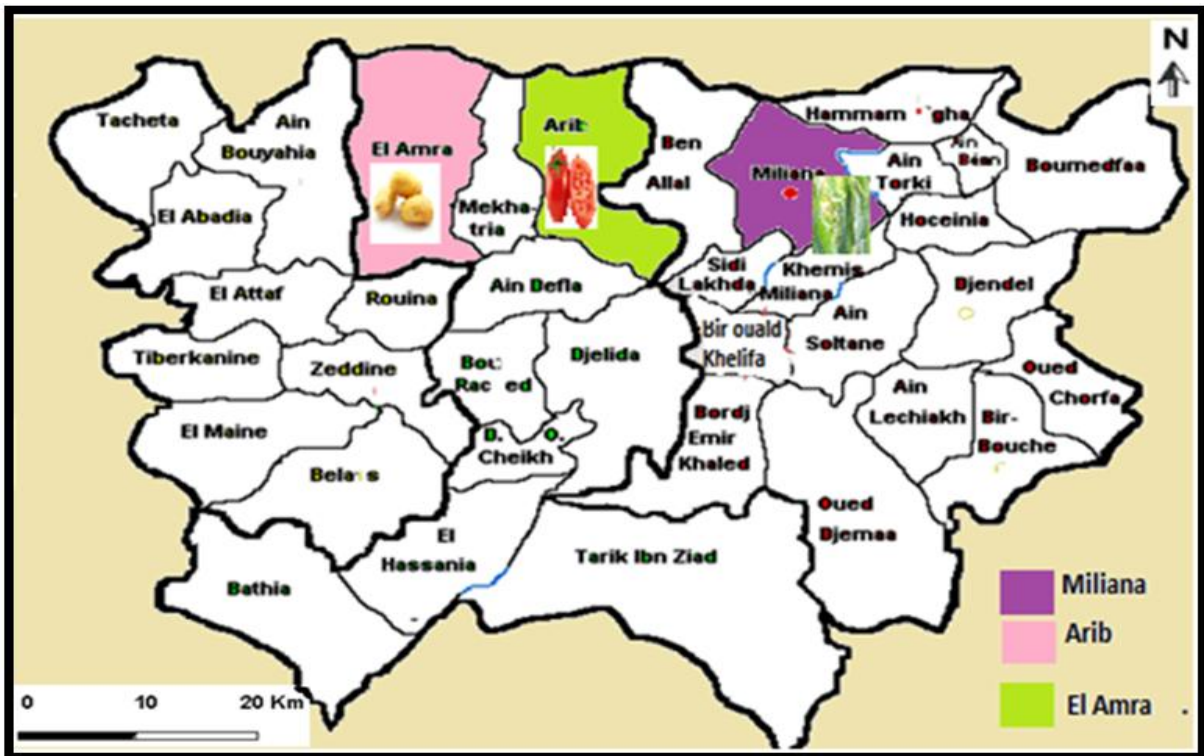 N
Hammam
Tacheta
Ain
Bouyahia
El Amra
Arib
Ben
Allal
Miliana
Ain
Torki
Boumedfaa
El Abadia
Mekha-
tria
Hoceinia
Sidi
Lakhda
Khemis
Miliana
El Attaf
Rouina
Ain Defla
Djendel
Ain
Soltane
Bir ouald
Khelifa
Tiberkanine
Zeddine
Djelida
Oued
Chorfa
Ain
Lechiakh
Bir-
Bouche
El Maine
Bordj
Emir
Khaled
B. O.
Cheikh
Oued
Djemaa
El
Hassania
Tarik Ibn Ziad
Bathia
Miliana
Arib
El Amra
0 10 20 Km